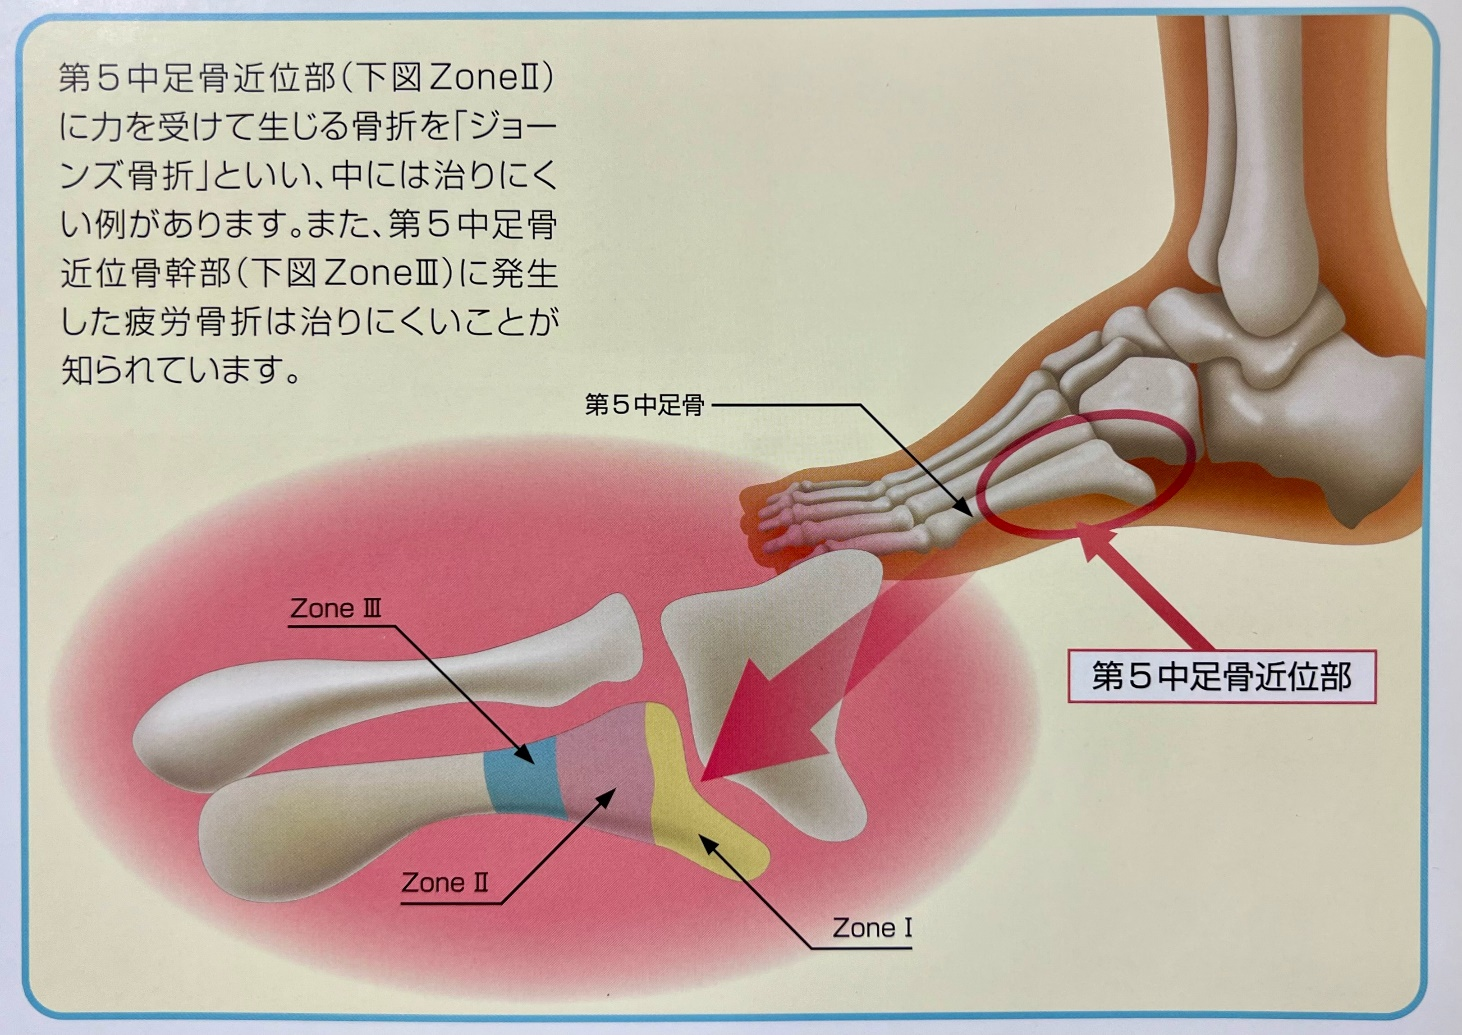 第5中足骨近位部(下図ZoneⅡ)
に力を受けて生じる骨折を「ジョー
ンズ骨折」といい、中には治りにく
い例があります。また、第5中足骨
近位骨幹部(下図ZoneⅢ)に発生
した疲労骨折は治りにくいことが
知られています。
第5中足骨
Zone Ⅲ
第5中足骨近位部
Zone Ⅱ
Zone Ⅰ